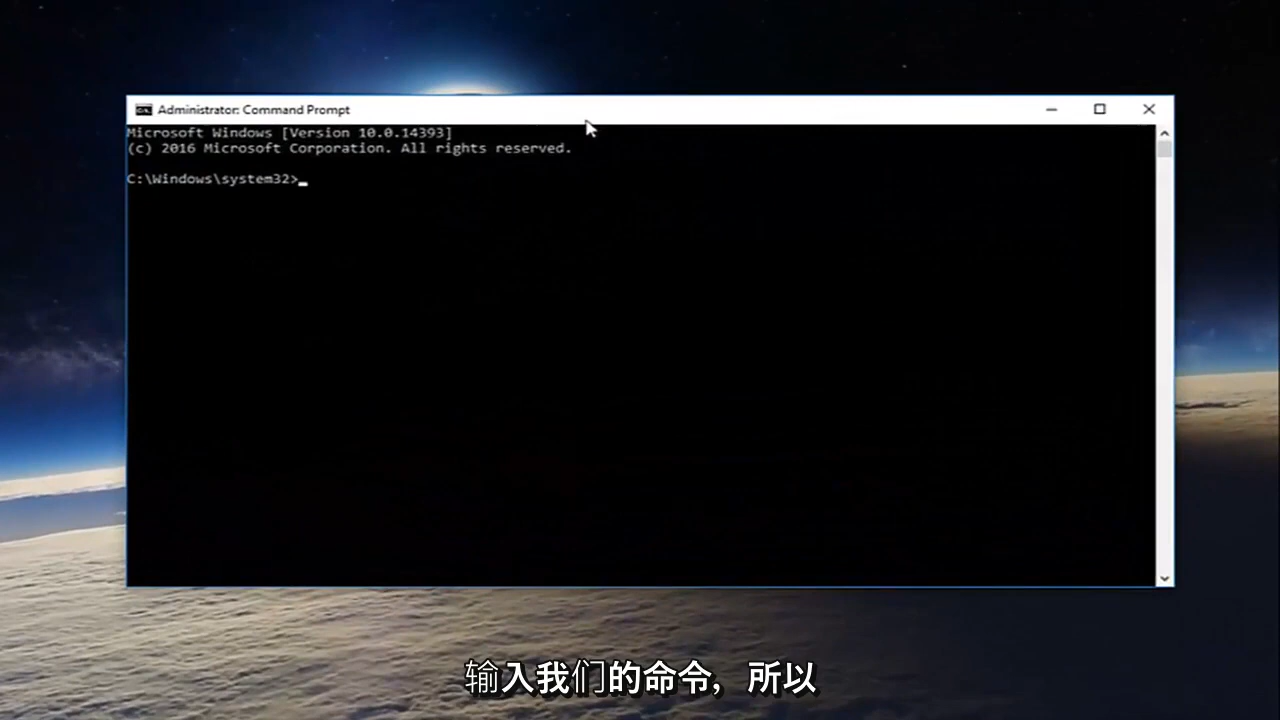 Administrator: Command Prompt
Microsoft Windows [Version 10.0.14393]
(c) 2016 Microsoft Corporation. All rights reserved.
C:\Windows\system32>
输入我们的命令，所以